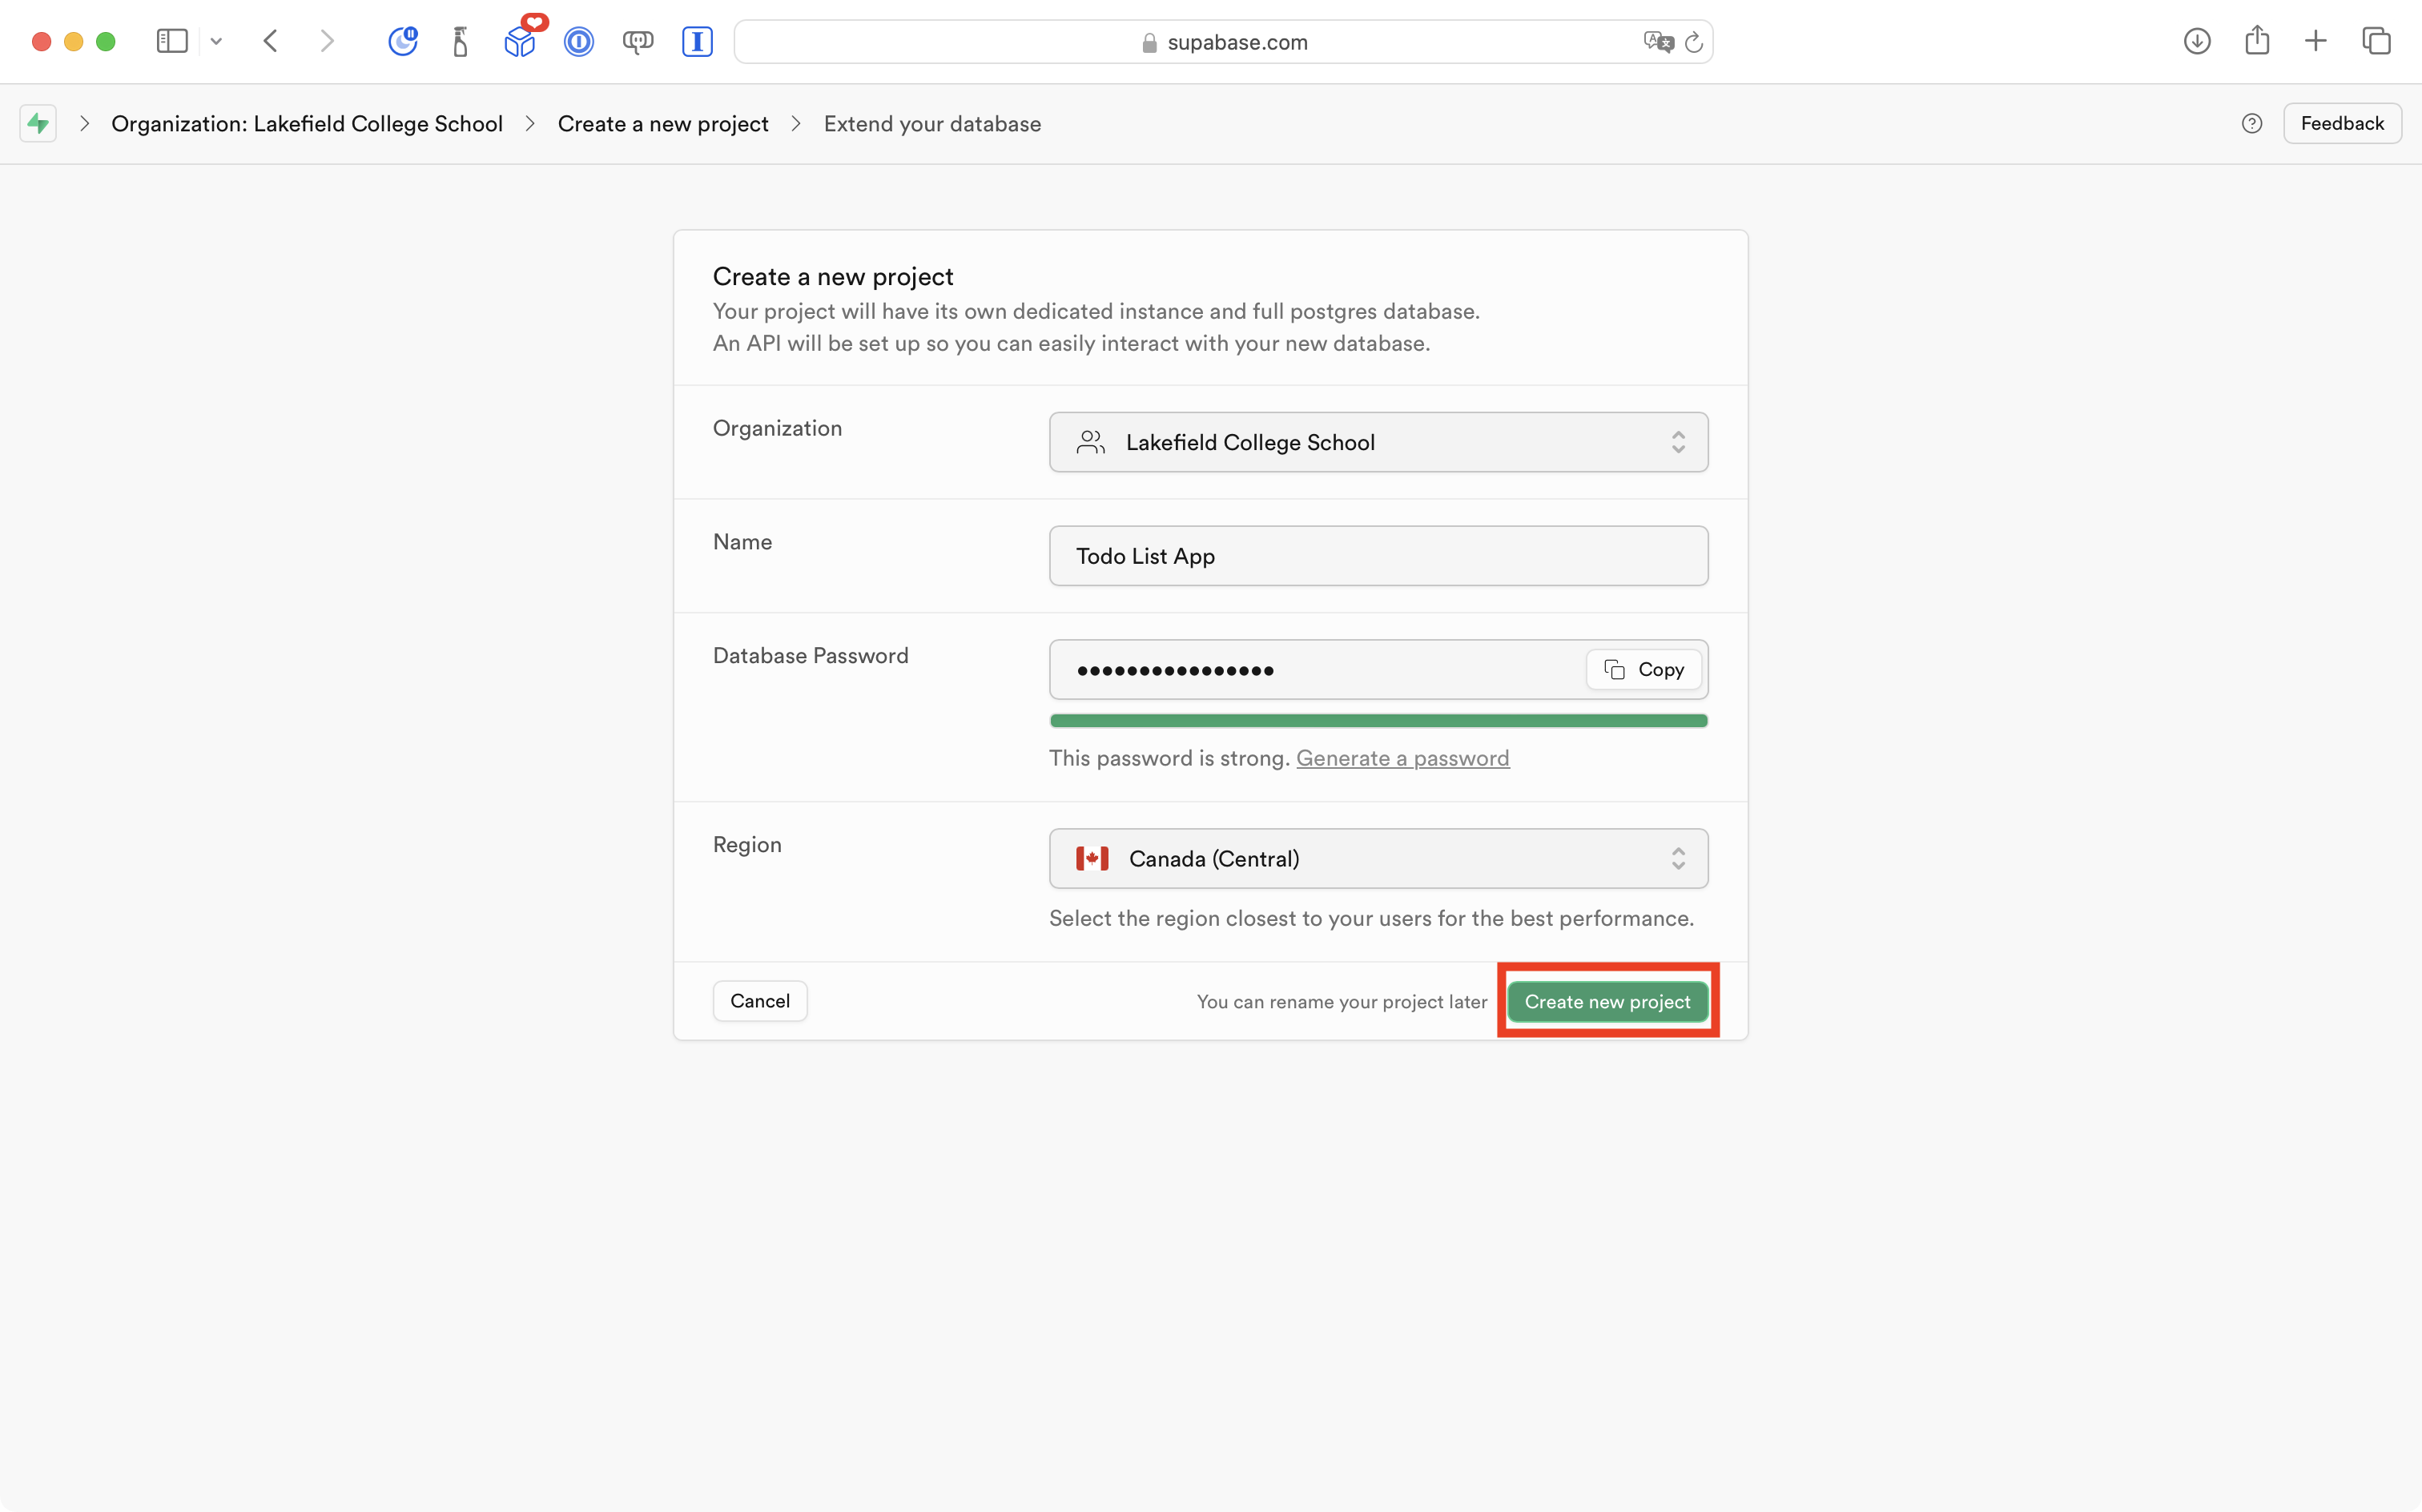 supabase.com
Organization: Lakefield College School
Create a new project
Extend your database
Feedback
Create a new project
Your project will have its own dedicated instance and full postgres database.
An API will be set up so you can easily interact with your new database.
Organization
Lakefield College School
Name
Todo List App
Database Password
••••••••••••••••
Copy
This password is strong. Generate a password
Region
Canada (Central)
Select the region closest to your users for the best performance.
Cancel
You can rename your project later
Create new project